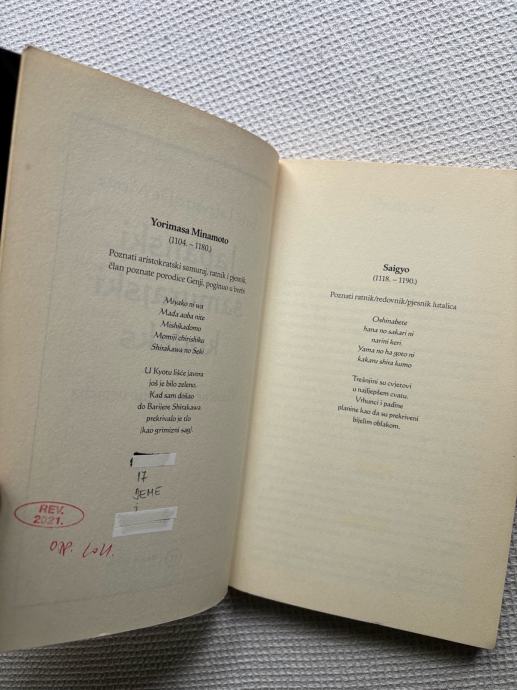 Yorimasa Minamoto
(1104. – 1180.)
Poznati aristokratski samuraj, ratnik i pjesnik,
član poznate porodice Genji, poginuo u bици
Miyako ni wa
Mada aoba nite
Mishikadomo
Momiji chirishiku
Shirakawa no Seki
U Kyotu lišće javora
još je bilo zeleno.
Kad sam došao
do Barijere Shirakawa
prekrivalo je tlo
(kao grimizni sag).
17
REV.
2021.
Saigyo
(1118. – 1190.)
Poznati ratnik/redovnik/pjesnik lutalica
Oshinabete
hana no sakari ni
narini keri
Yama no ha goto ni
kakaru shira kumo
Trešnjini su cvjetovi
u najljepšem cvatu.
Vrhunci i padine
planine kao da su prekriveni
bijelim oblakom.